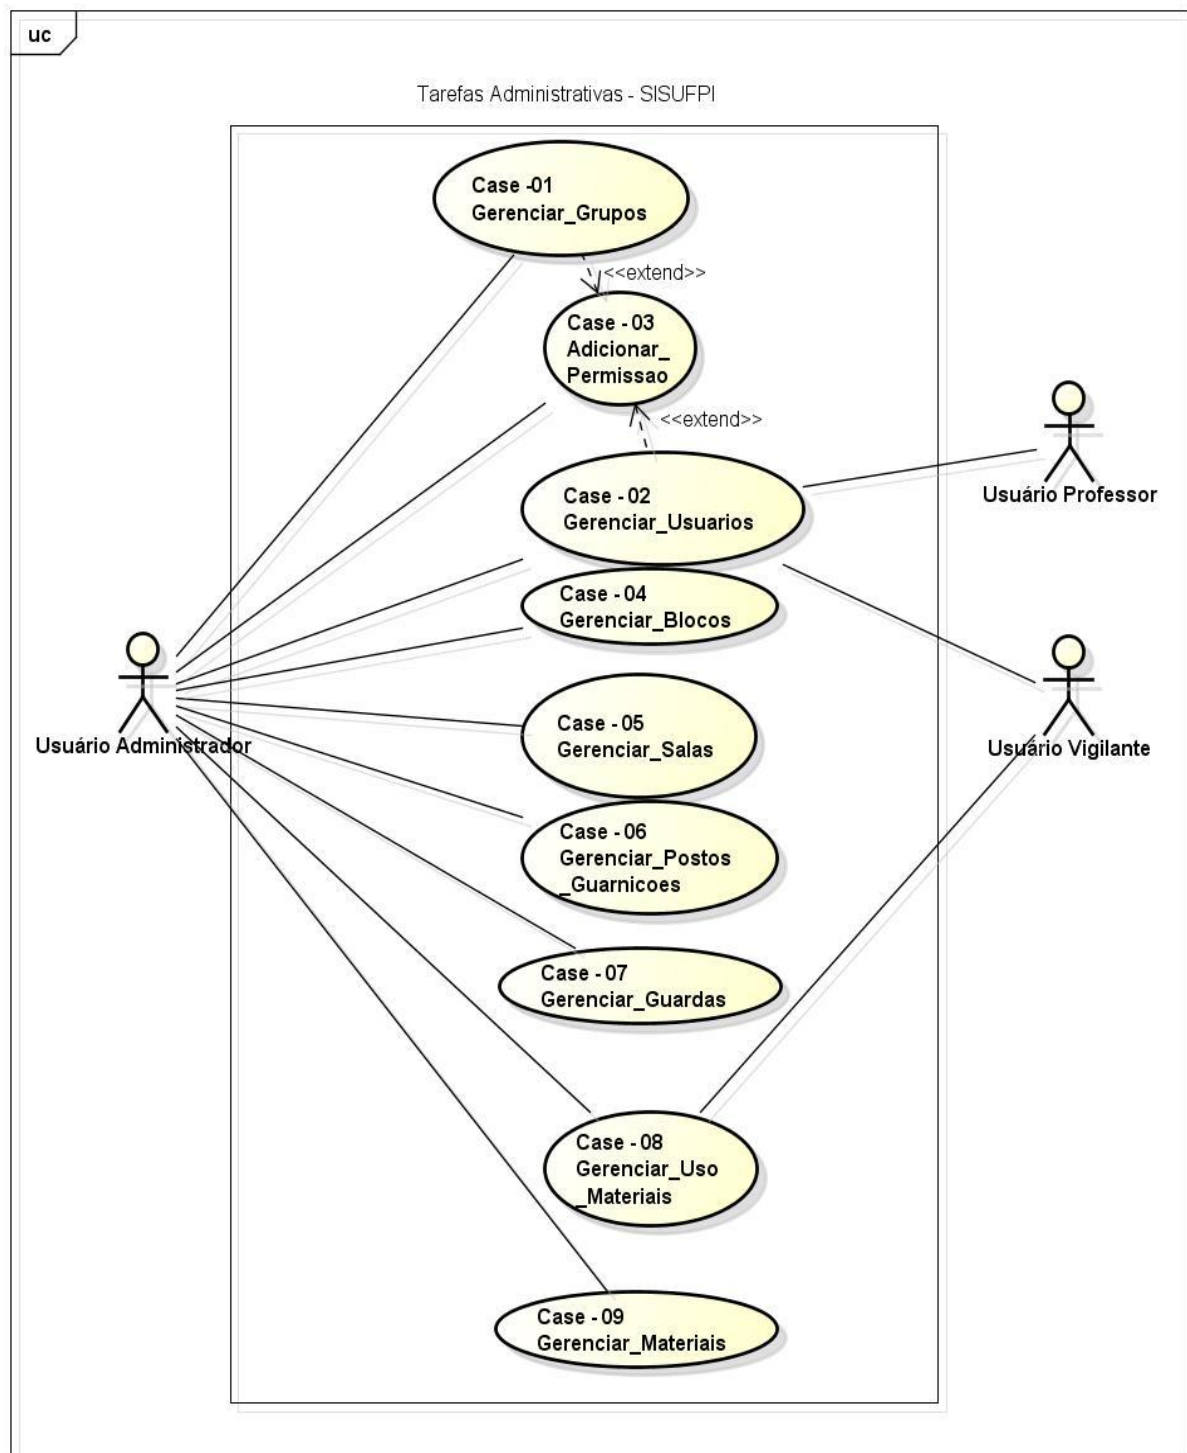 uc
Tarefas Administrativas - SISUFPI
Case -01
Gerenciar_Grupos
<<extend>>
Case - 03
Adicionar_
Permissao
<<extend>>
Case - 02
Gerenciar_Usuarios
Usuário Professor
Case - 04
Gerenciar_Blocos
Case - 05
Gerenciar_Salas
Usuário Administrador
Usuário Vigilante
Case - 06
Gerenciar_Postos
_Guarnicoes
Case - 07
Gerenciar_Guardas
Case - 08
Gerenciar_Uso
_Materiais
Case - 09
Gerenciar_Materiais